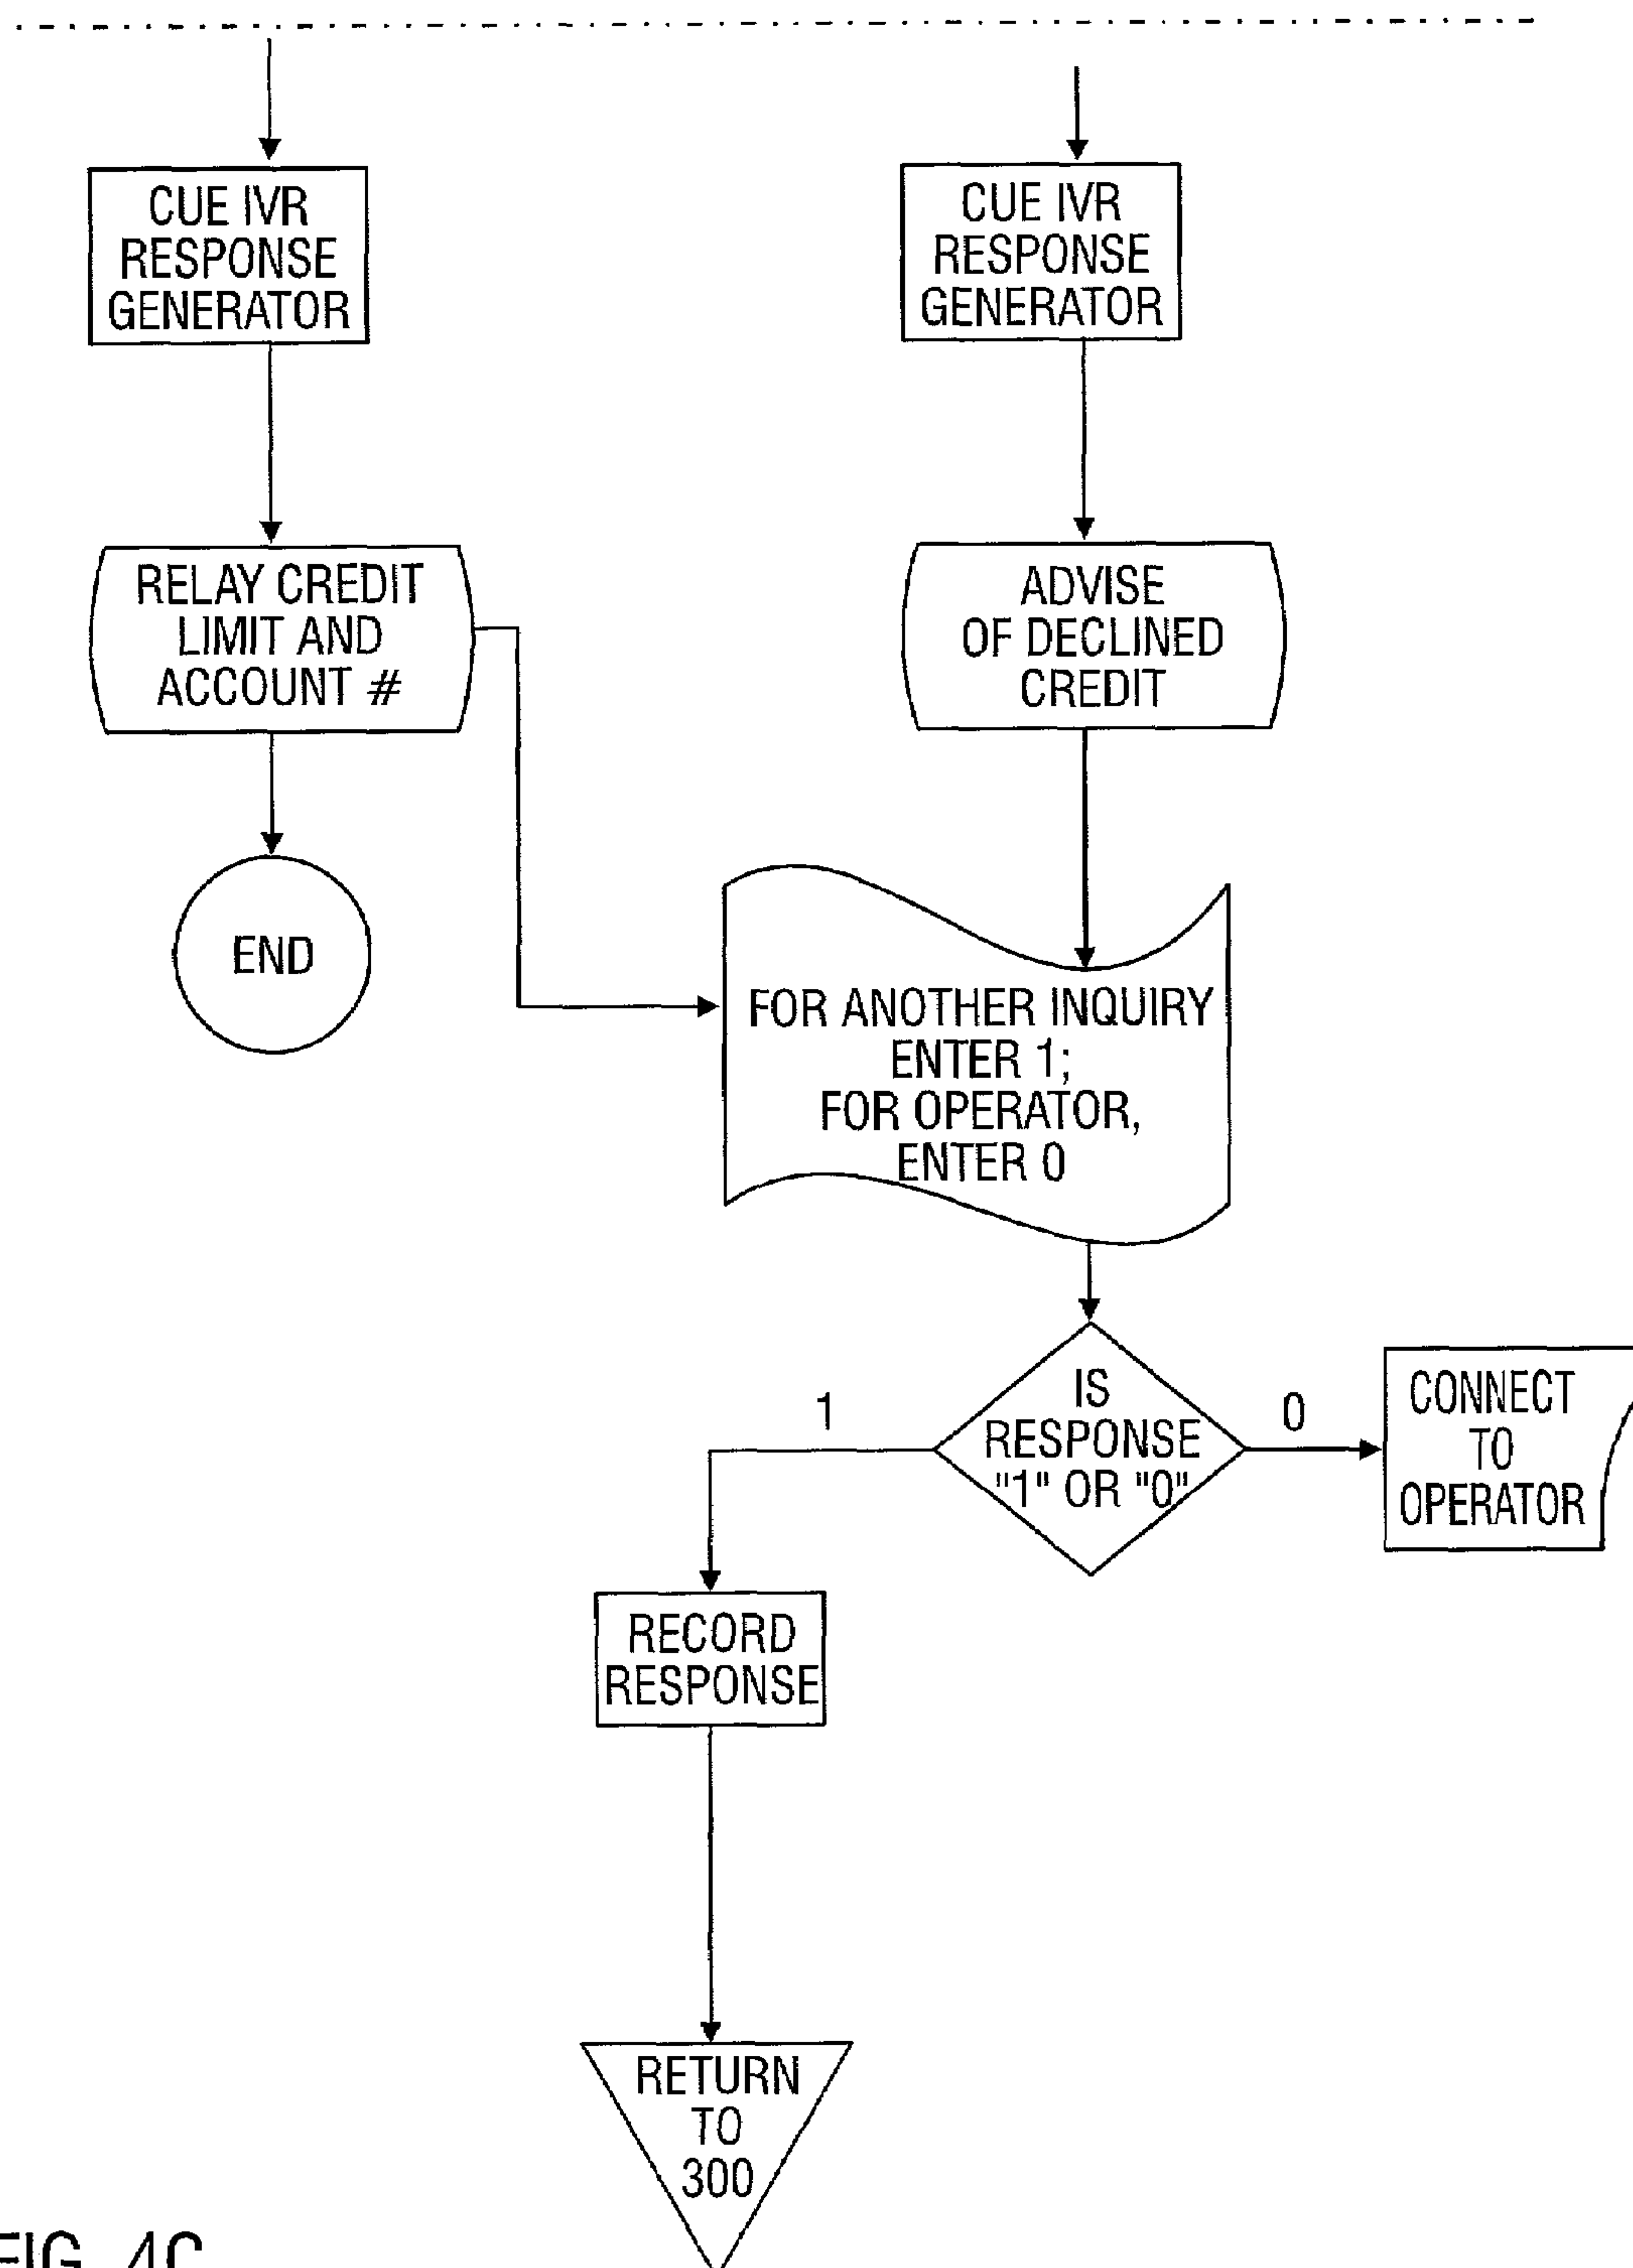 CUE IVR
RESPONSE
GENERATOR
CUE IVR
RESPONSE
GENERATOR
RELAY CREDIT
LIMIT AND
ACCOUNT #
ADVISE
OF DECLINED
CREDIT
END
FOR ANOTHER INQUIRY
ENTER 1;
FOR OPERATOR,
ENTER 0
IS
RESPONSE
"1" OR "0"
1
0
CONNECT
TO
OPERATOR
RECORD
RESPONSE
RETURN
TO
300
FIG. 4C